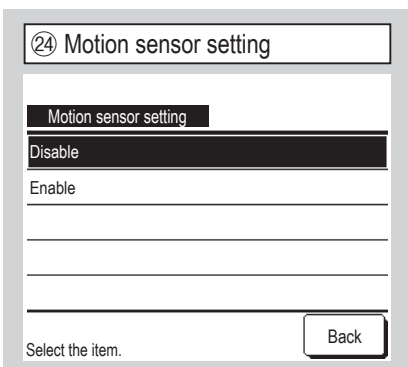 ㉔ Motion sensor setting
Motion sensor setting
Disable
Enable
Select the item.
Back